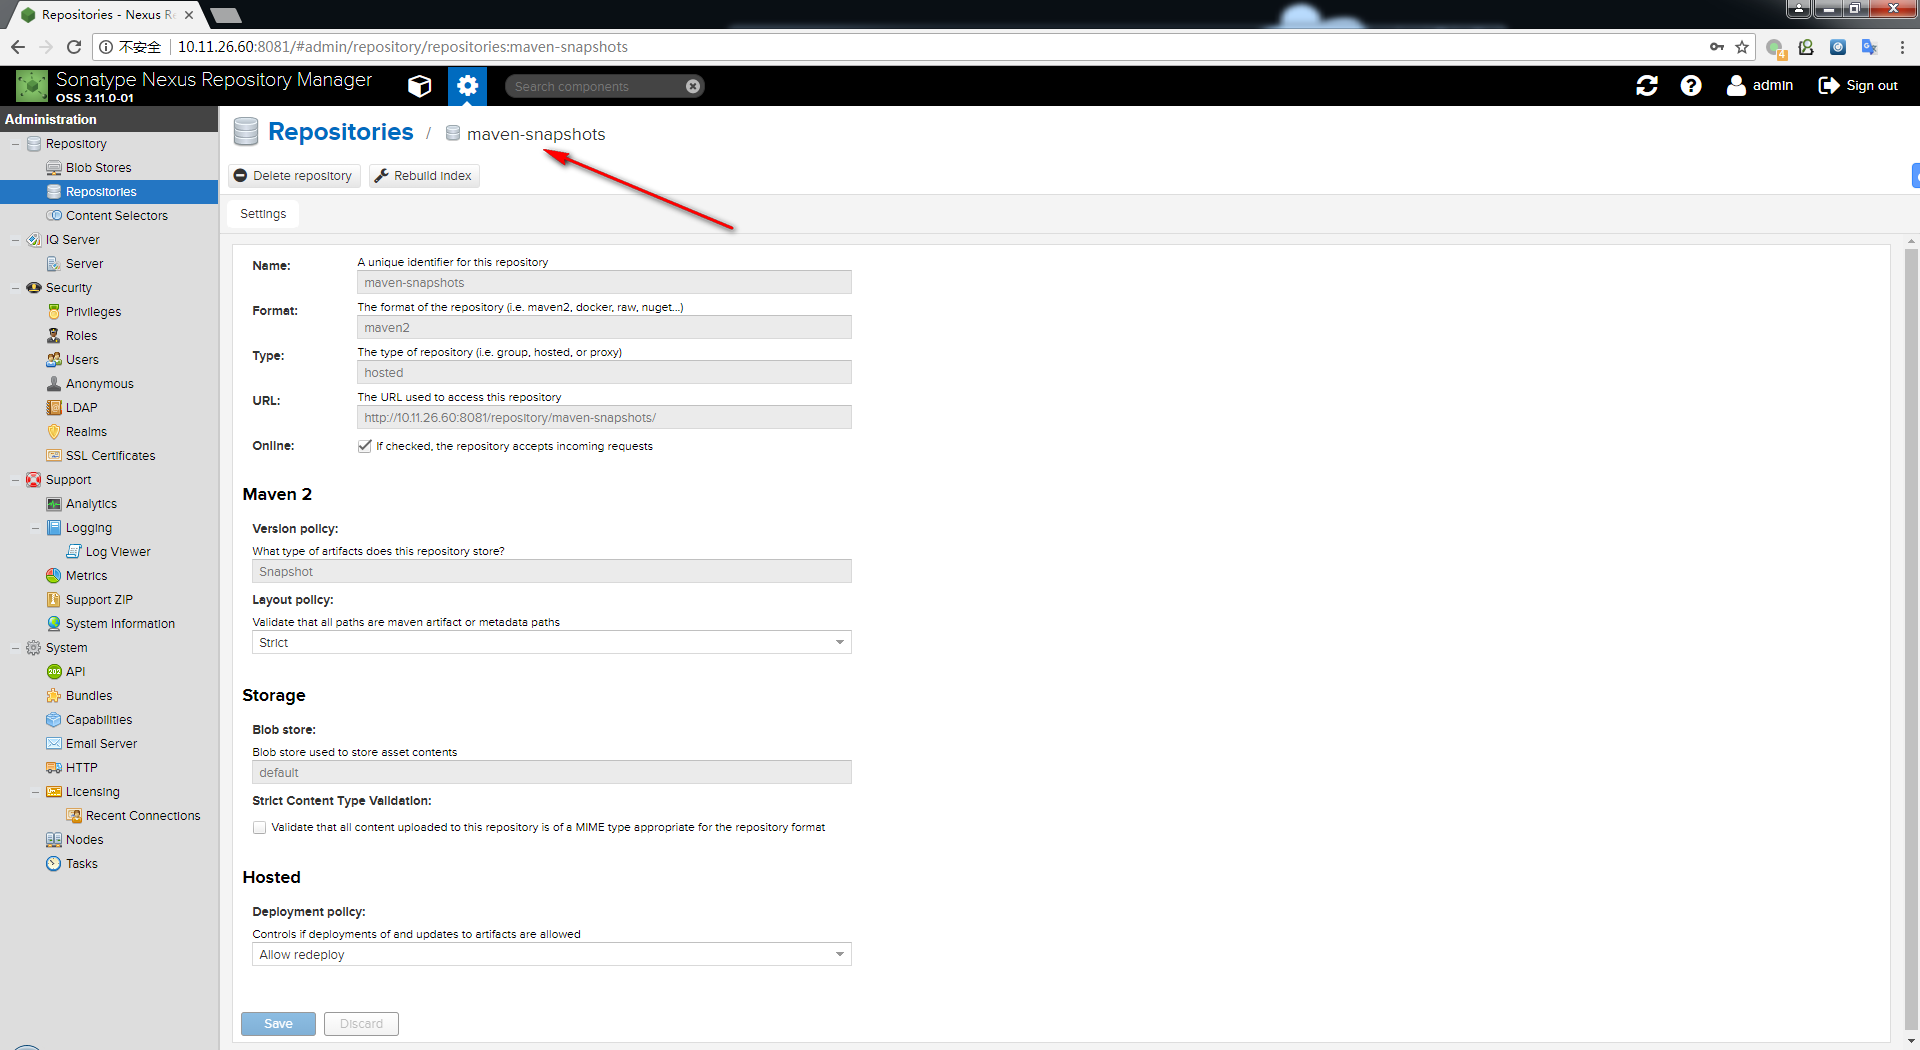 Repositories - Nexus Re
不安全 10.11.26.60:8081/#admin/repository/repositories:maven-snapshots
4
Sonatype Nexus Repository Manager
OSS 3.11.0-01
Search components
admin
Sign out
Administration
Repository
Blob Stores
Repositories
Content Selectors
IQ Server
Server
Security
Privileges
Roles
Users
Anonymous
LDAP
Realms
SSL Certificates
Support
Analytics
Logging
Log Viewer
Metrics
Support ZIP
System Information
System
API
Bundles
Capabilities
Email Server
HTTP
Licensing
Recent Connections
Nodes
Tasks
Repositories / maven-snapshots
Delete repository
Rebuild index
Settings
Name: A unique identifier for this repository
maven-snapshots
Format: The format of the repository (i.e. maven2, docker, raw, nuget...)
maven2
Type: The type of repository (i.e. group, hosted, or proxy)
hosted
URL: The URL used to access this repository
http://10.11.26.60:8081/repository/maven-snapshots/
Online: If checked, the repository accepts incoming requests
Maven 2
Version policy:
What type of artifacts does this repository store?
Snapshot
Layout policy:
Validate that all paths are maven artifact or metadata paths
Strict
Storage
Blob store:
Blob store used to store asset contents
default
Strict Content Type Validation:
Validate that all content uploaded to this repository is of a MIME type appropriate for the repository format
Hosted
Deployment policy:
Controls if deployments of and updates to artifacts are allowed
Allow redeploy
Save
Discard